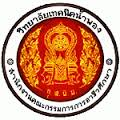 วิทยาลัยเทคนิคน้ำพอง
สำนักงานคณะกรรมการการอาชีวศึกษา